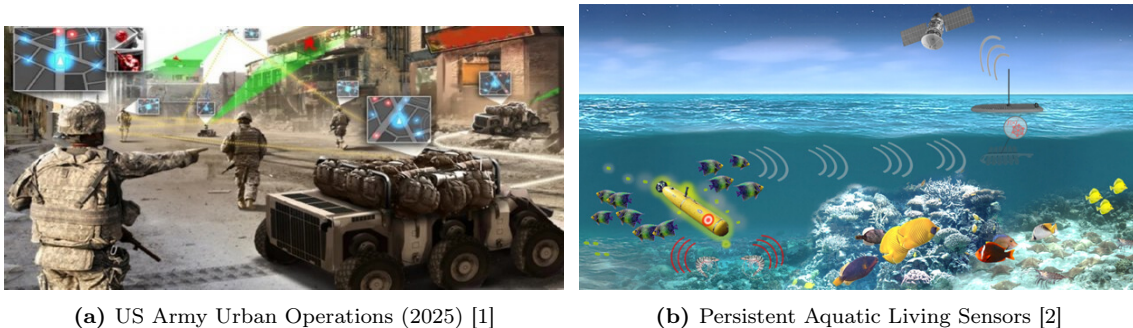 (a) US Army Urban Operations (2025) [1]
(b) Persistent Aquatic Living Sensors [2]